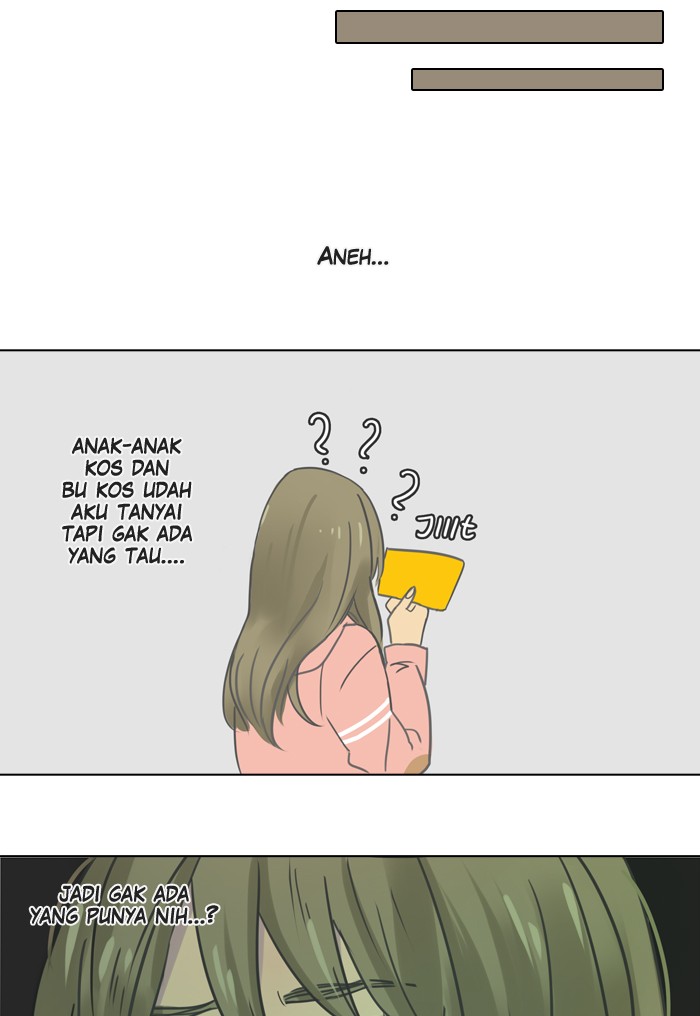 ANEH...
?
?
?
JIIIIt
ANAK-ANAK
KOS DAN
BU KOS UDAH
AKU TANYAI
TAPI GAK ADA
YANG TAU....
JADI GAK ADA
YANG PUNYA NIH...?